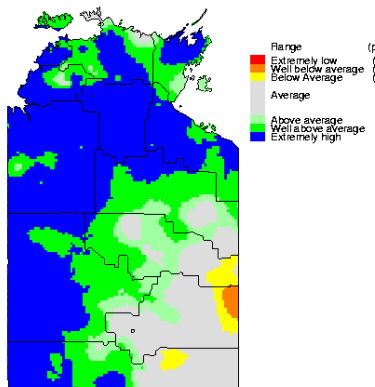 Range (p
Extremely low (
Well below average (
Below Average (
Average
Above average
Well above average
Extremely high